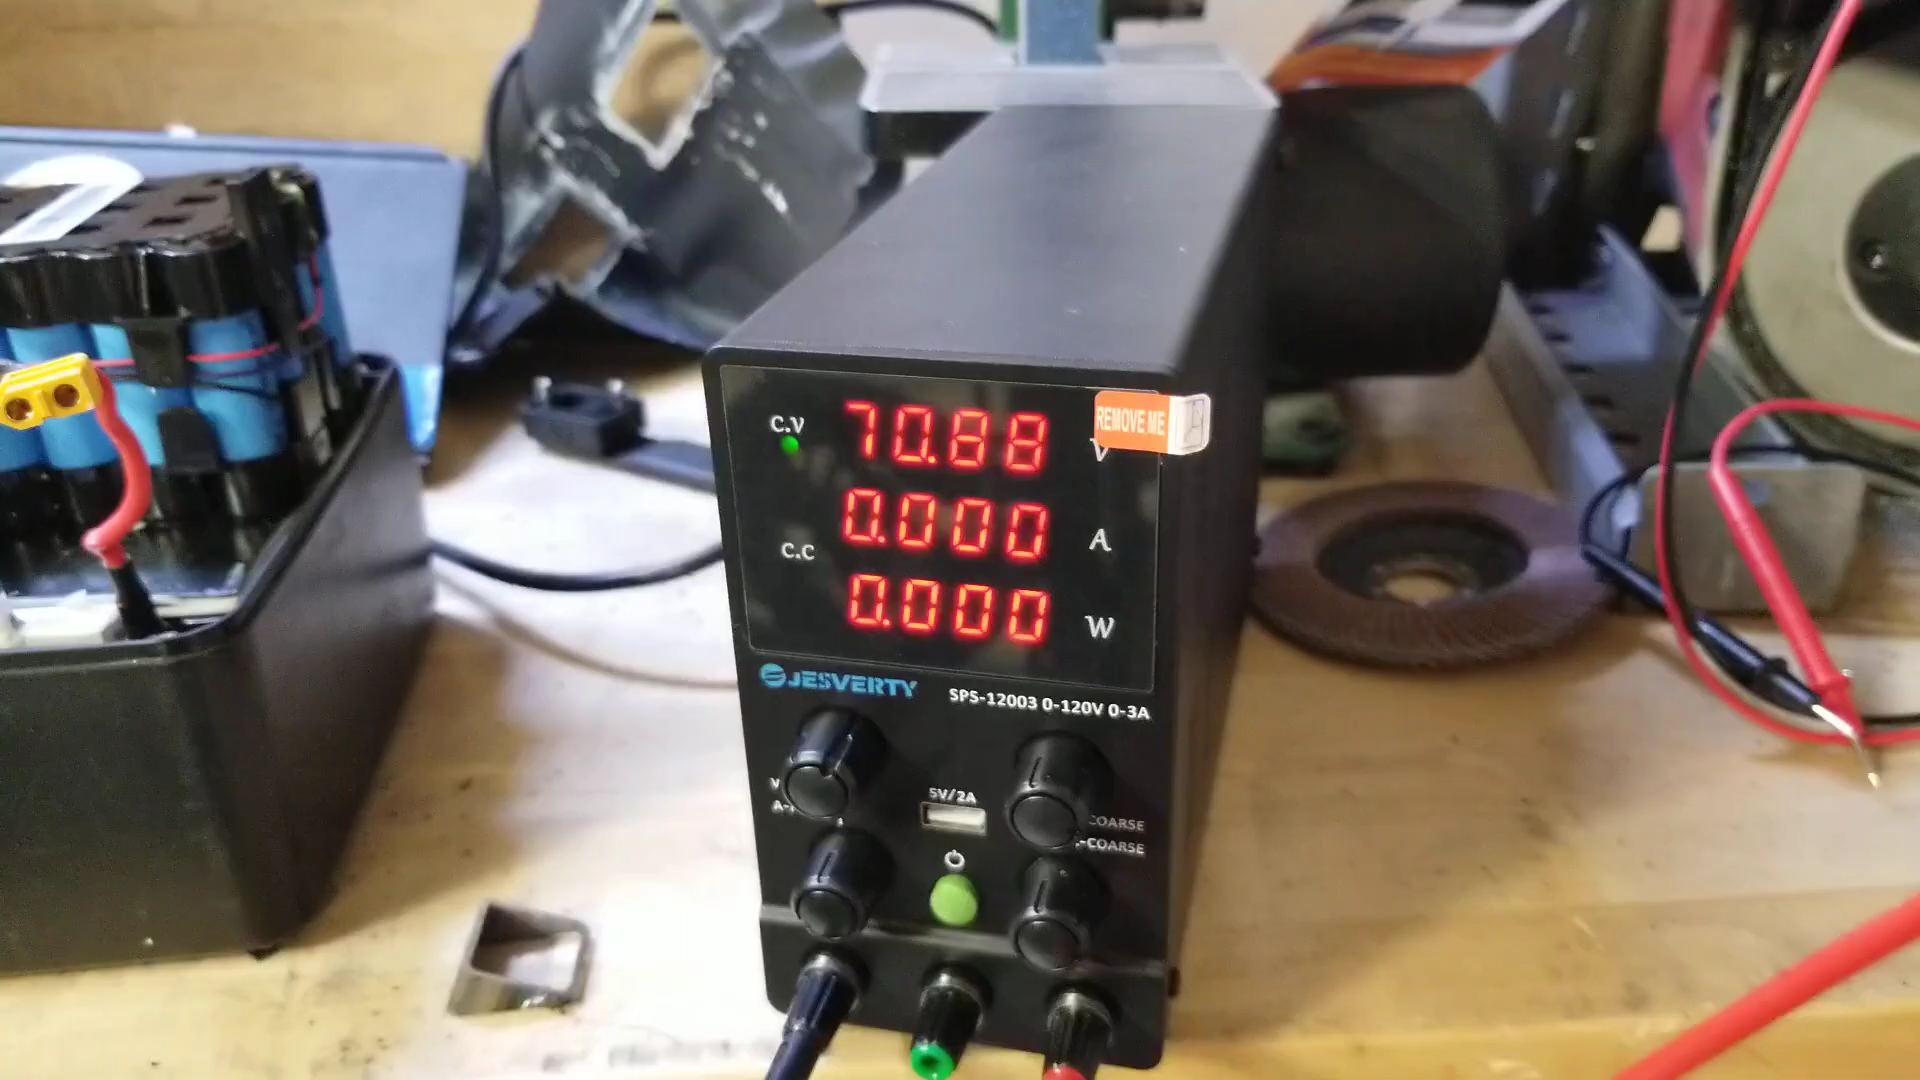 C.V
70.88
V
REMOVE ME
0.000
A
C.C
0.000
W
JESVERTY
SPS-12003 0-120V 0-3A
5V/2A
COARSE
-COARSE